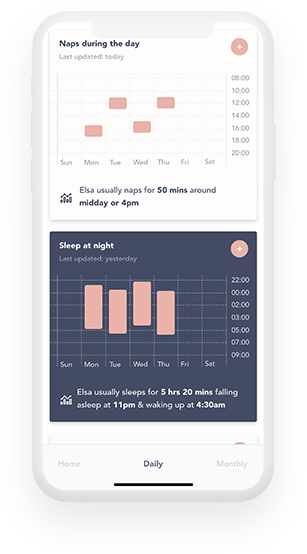 Naps during the day
Last updated: today
08:00
10:00
12:00
14:00
16:00
18:00
20:00
Sun Mon Tue Wed Thu Fri Sat
Elsa usually naps for 50 mins around
midday or 4pm
Sleep at night
Last updated: yesterday
22:00
00:00
02:00
03:00
05:00
07:00
09:00
Sun Mon Tue Wed Thu Fri Sat
Elsa usually sleeps for 5 hrs 20 mins falling
asleep at 11pm & waking up at 4:30am
Home Daily Monthly